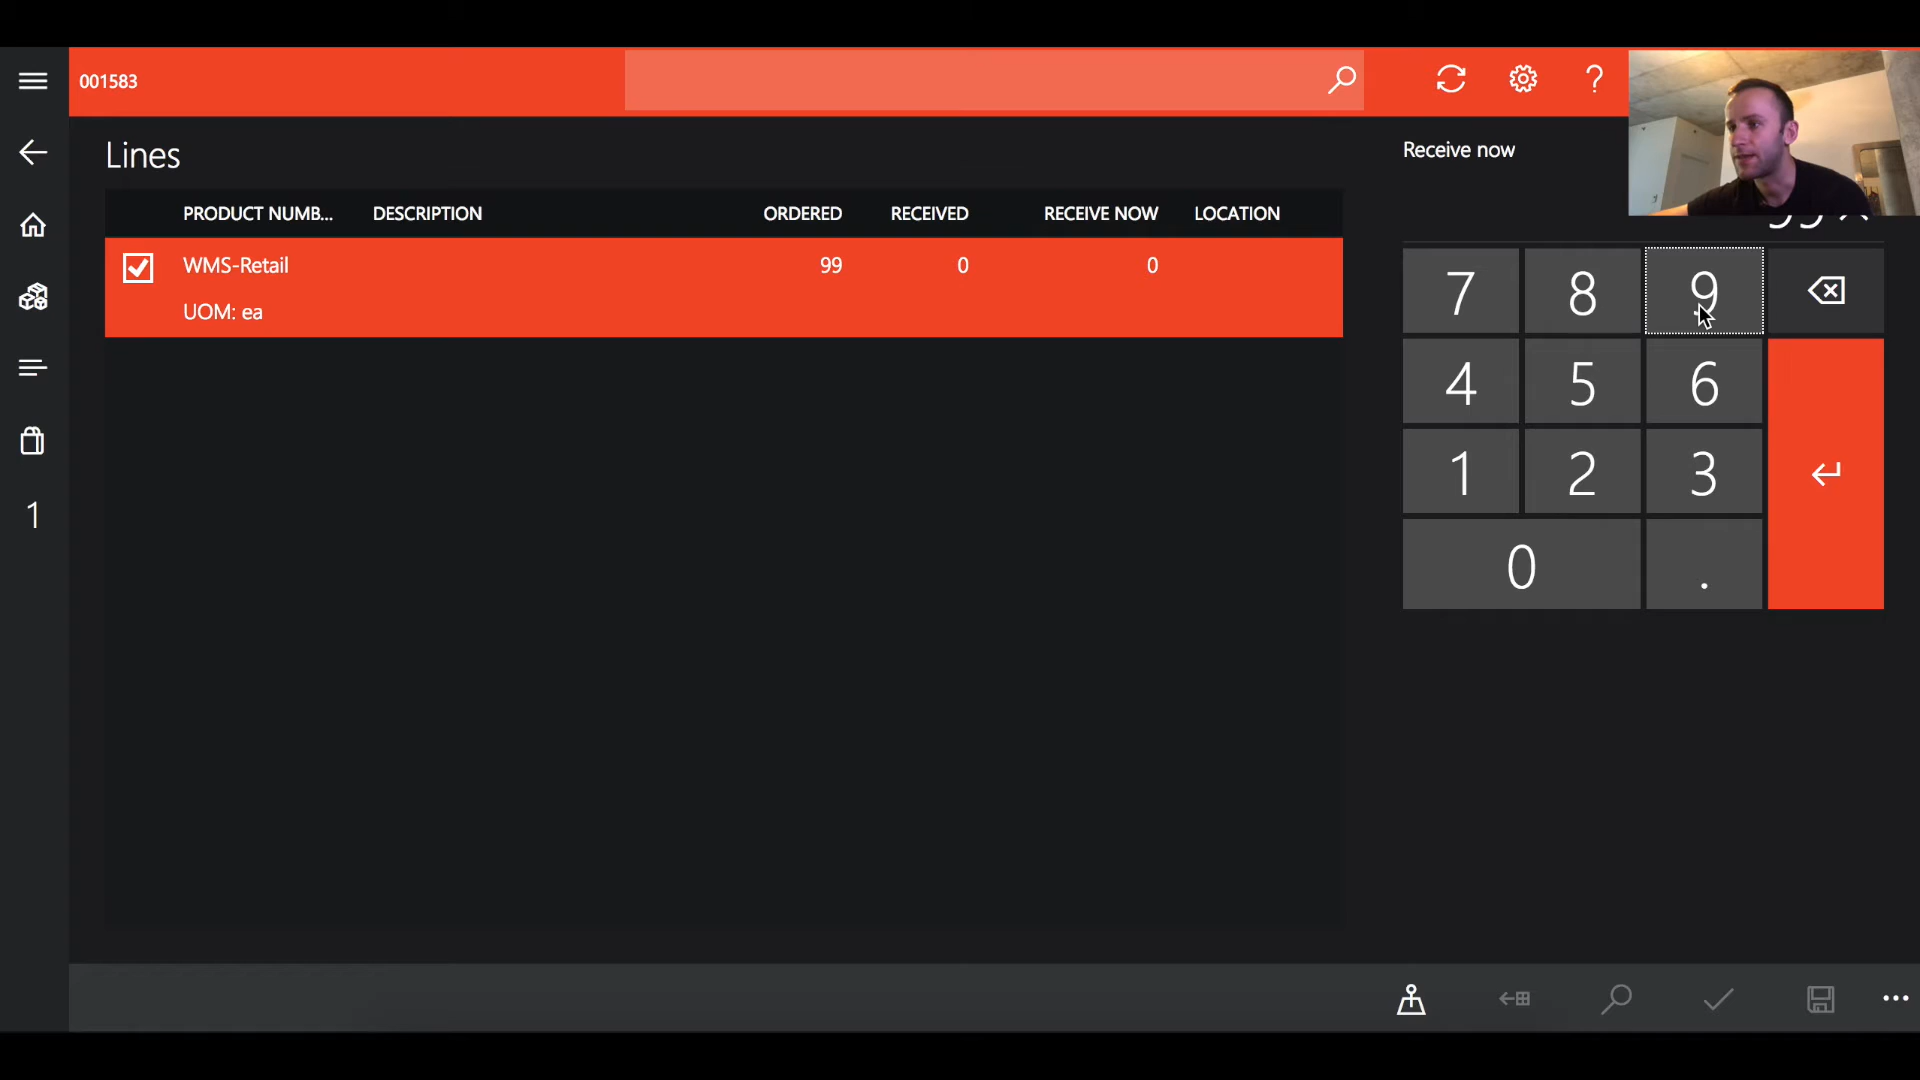 001583
?
Lines
Receive now
PRODUCT NUMB... DESCRIPTION ORDERED RECEIVED RECEIVE NOW LOCATION
WMS-Retail 99 0 0
UOM: ea
7 8 9
4 5 6
1 2 3
0 .
1